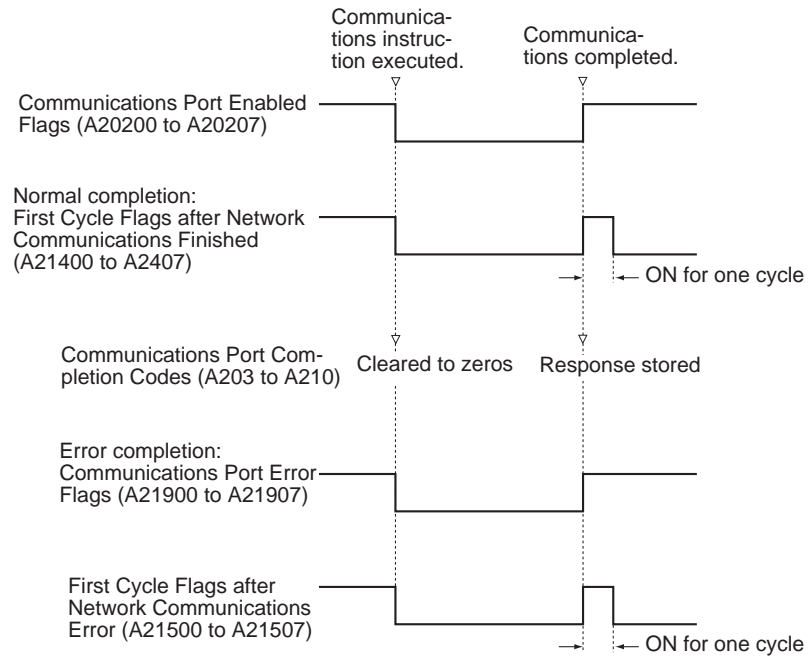 Communica-
tions instruc-
tion executed.
Communica-
tions completed.
Communications Port Enabled
Flags (A20200 to A20207)
Normal completion:
First Cycle Flags after Network
Communications Finished
(A21400 to A2407)
ON for one cycle
Communications Port Com-
pletion Codes (A203 to A210)
Cleared to zeros
Response stored
Error completion:
Communications Port Error
Flags (A21900 to A21907)
First Cycle Flags after
Network Communications
Error (A21500 to A21507)
ON for one cycle